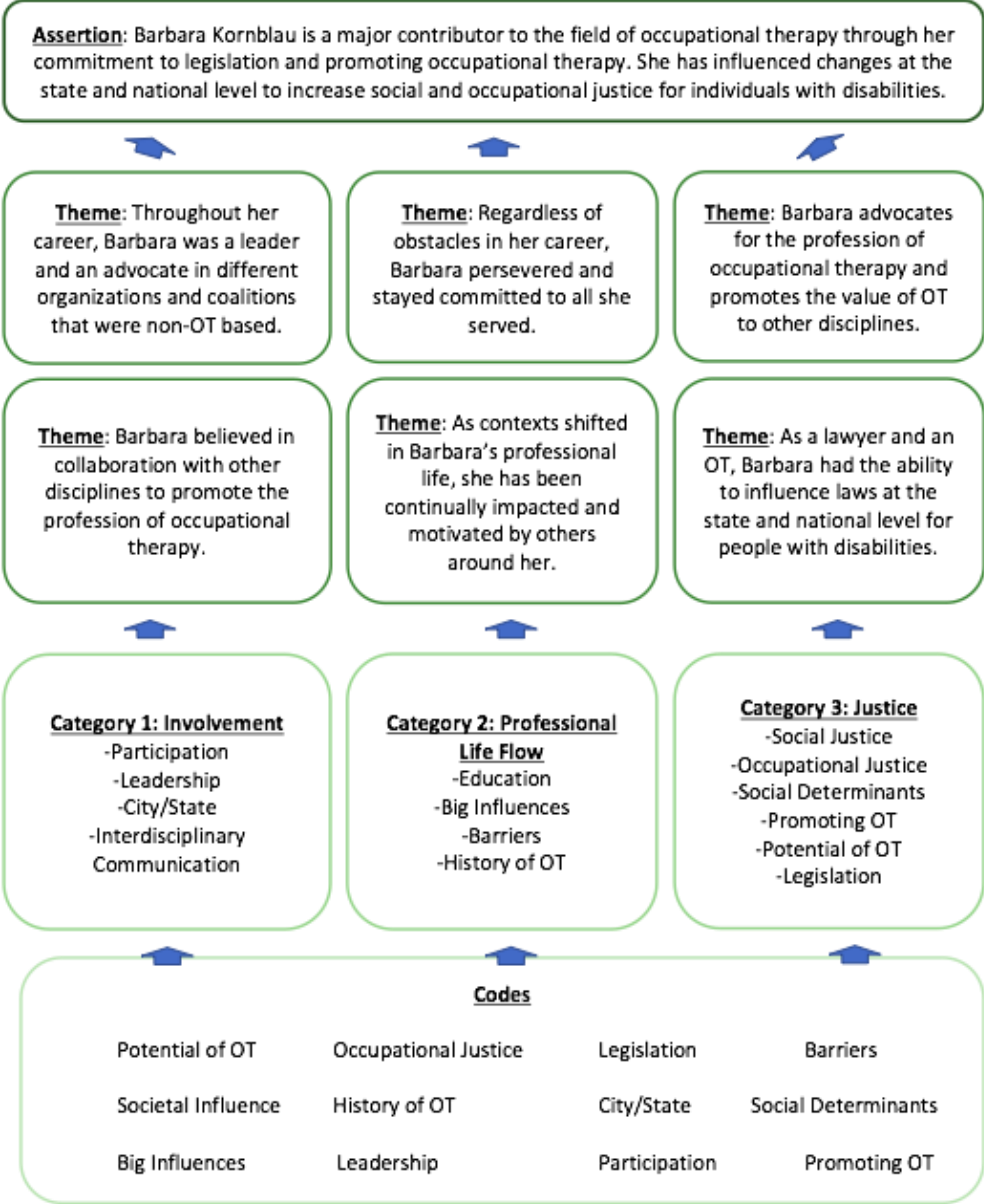 Assertion: Barbara Kornblau is a major contributor to the field of occupational therapy through her
commitment to legislation and promoting occupational therapy. She has influenced changes at the
state and national level to increase social and occupational justice for individuals with disabilities.
Theme: Throughout her
career, Barbara was a leader
and an advocate in different
organizations and coalitions
that were non-OT based.
Theme: Regardless of
obstacles in her career,
Barbara persevered and
stayed committed to all she
served.
Theme: Barbara advocates
for the profession of
occupational therapy and
promotes the value of OT
to other disciplines.
Theme: Barbara believed in
collaboration with other
disciplines to promote the
profession of occupational
therapy.
Theme: As contexts shifted
in Barbara's professional
life, she has been
continually impacted and
motivated by others
around her.
Theme: As a lawyer and an
OT, Barbara had the ability
to influence laws at the
state and national level for
people with disabilities.
Category 1: Involvement
-Participation
-Leadership
-City/State
-Interdisciplinary
Communication
Category 2: Professional
Life Flow
-Education
-Big Influences
-Barriers
-History of OT
Category 3: Justice
-Social Justice
-Occupational Justice
-Social Determinants
-Promoting OT
-Potential of OT
-Legislation
Codes
Potential of OT Occupational Justice Legislation Barriers
Societal Influence History of OT City/State Social Determinants
Big Influences Leadership Participation Promoting OT